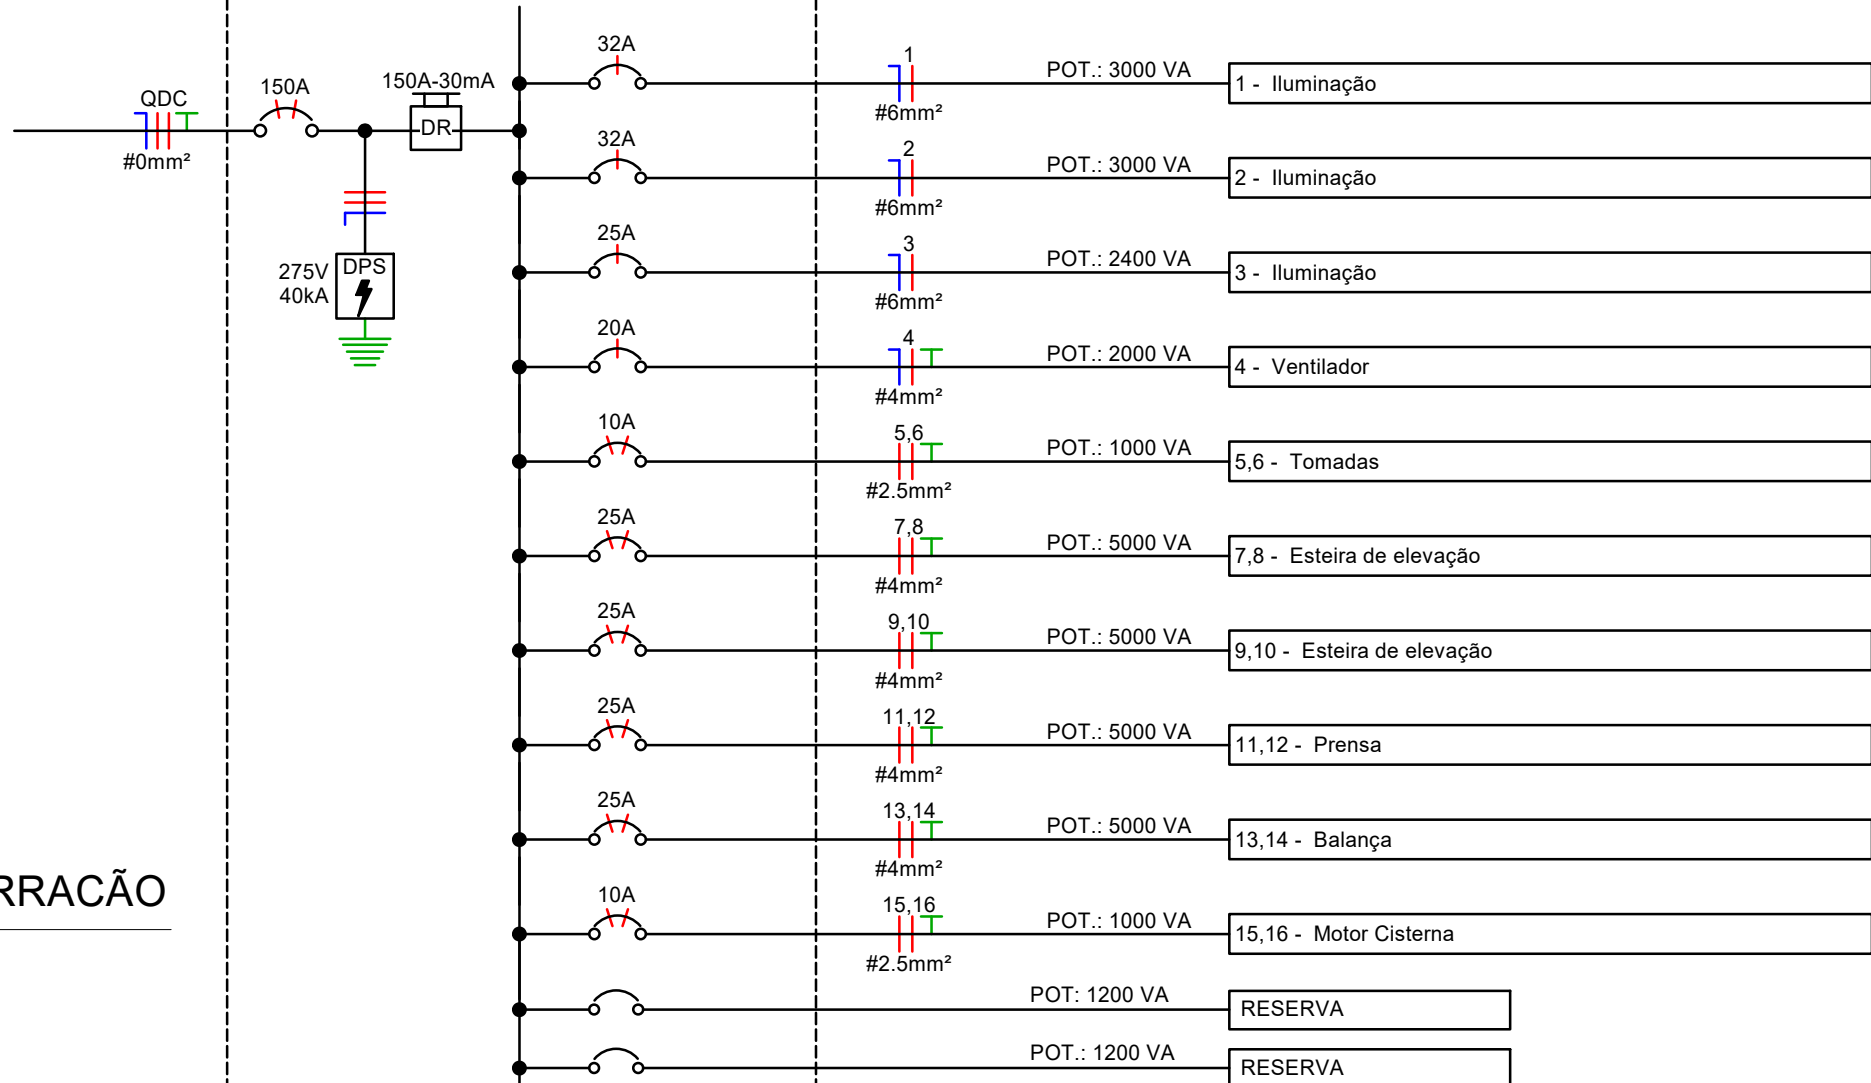 QDC
#0mm²
150A
150A-30mA
DR
275V
40kA
DPS
32A
1
#6mm²
POT.: 3000 VA
1 - Iluminação
32A
2
#6mm²
POT.: 3000 VA
2 - Iluminação
25A
3
#6mm²
POT.: 2400 VA
3 - Iluminação
20A
4
#4mm²
POT.: 2000 VA
4 - Ventilador
10A
5,6
#2.5mm²
POT.: 1000 VA
5,6 - Tomadas
25A
7,8
#4mm²
POT.: 5000 VA
7,8 - Esteira de elevação
25A
9,10
#4mm²
POT.: 5000 VA
9,10 - Esteira de elevação
25A
11,12
#4mm²
POT.: 5000 VA
11,12 - Prensa
25A
13,14
#4mm²
POT.: 5000 VA
13,14 - Balança
RRACÃO
10A
15,16
#2.5mm²
POT.: 1000 VA
15,16 - Motor Cisterna
POT: 1200 VA
RESERVA
POT.: 1200 VA
RESERVA